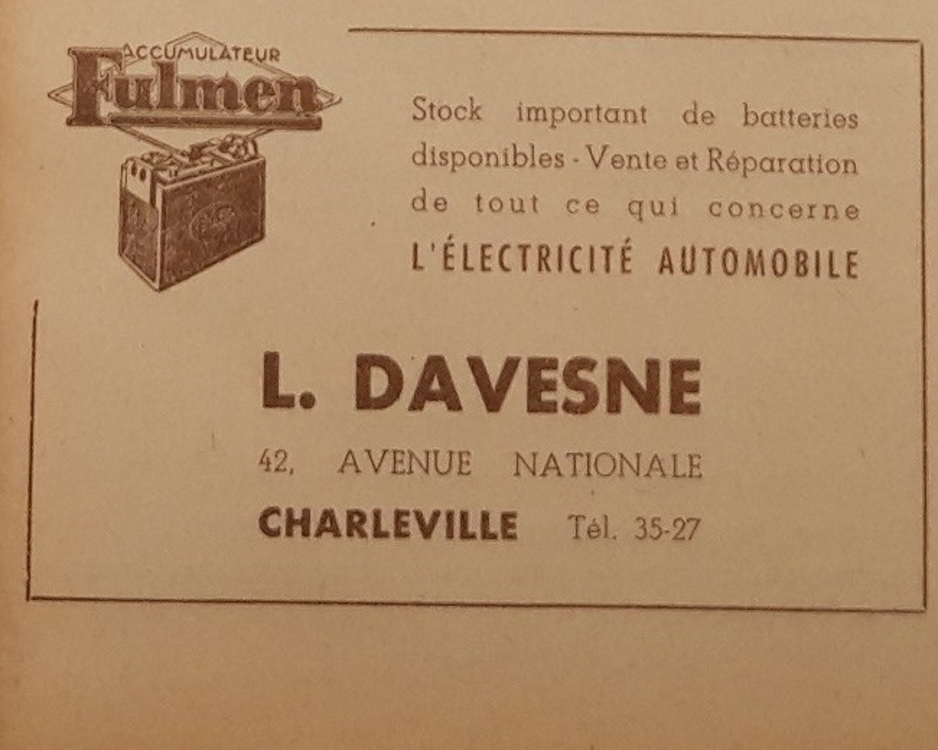 ACCUMULATEUR
Fulmen
Stock important de batteries
disponibles - Vente et Réparation
de tout ce qui concerne
L'ÉLECTRICITÉ AUTOMOBILE
L. DAVESNE
42, AVENUE NATIONALE
CHARLEVILLE Tél. 35-27